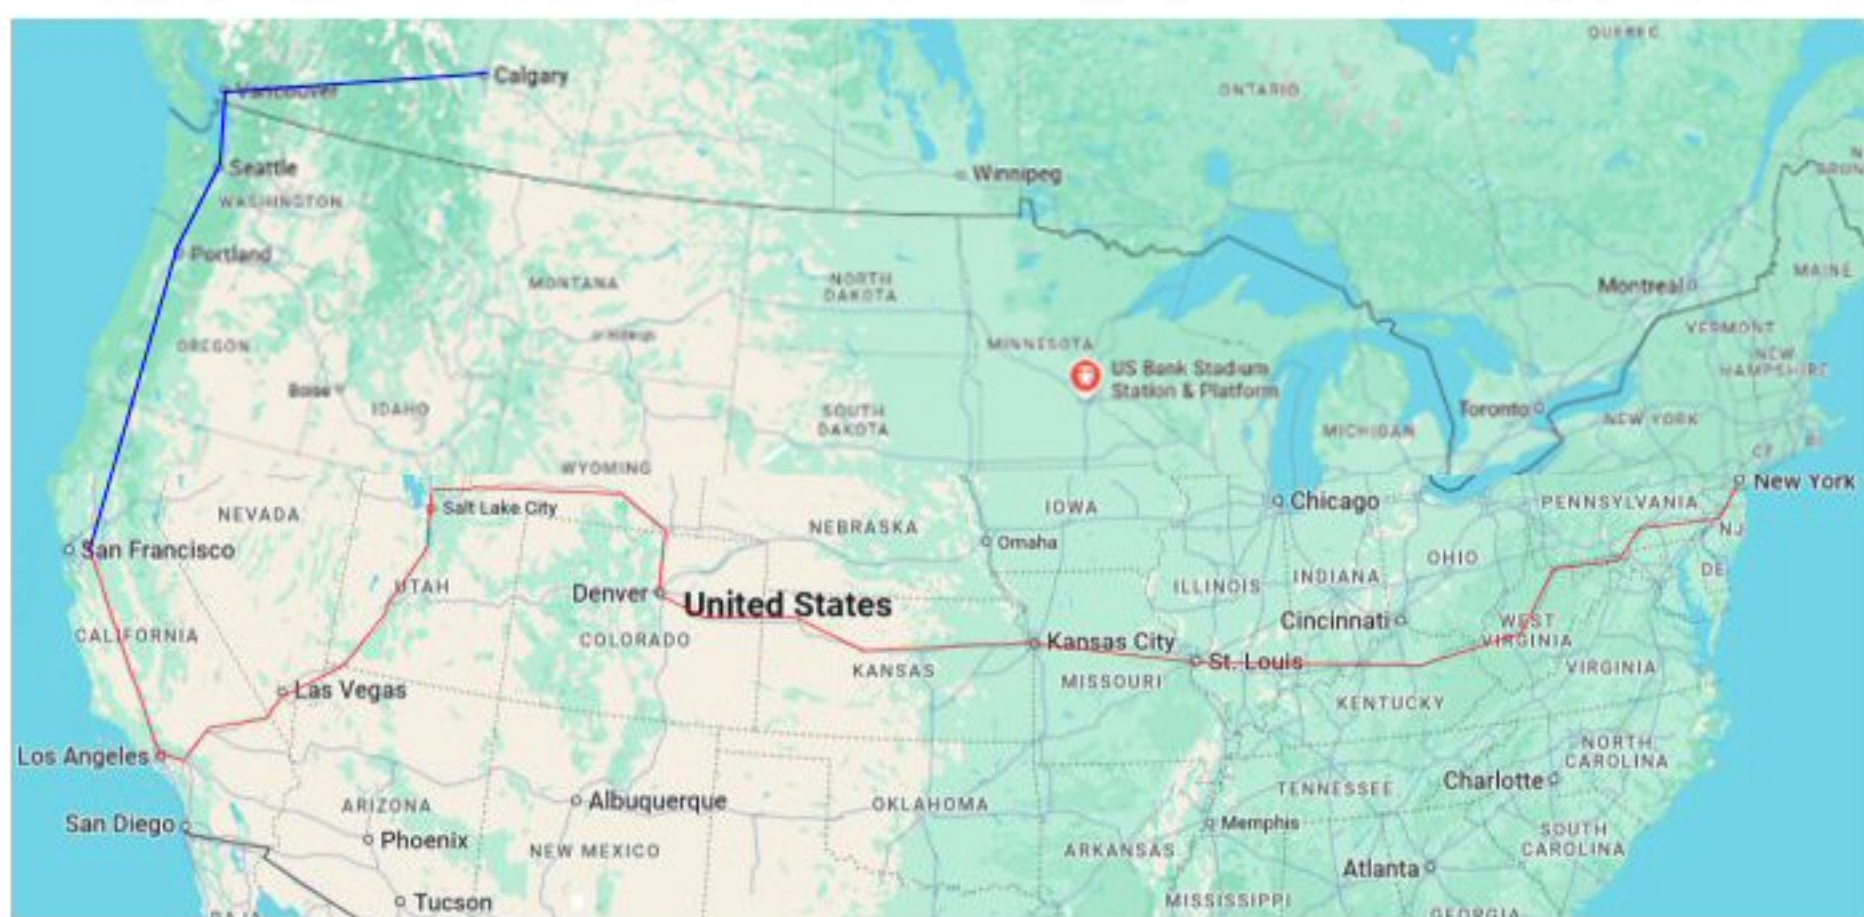 QUEBEC
Calgary
Vancouver
ONTARIO
Seattle
Winnipeg
WASHINGTON
Portland
MONTANA
NORTH
DAKOTA
Montreal
MAINE
VERMONT
NEW
HAMPSHIRE
OREGON
MINNESOTA
US Bank Stadium
Station & Platform
Boise
IDAHO
SOUTH
DAKOTA
Toronto
NEW YORK
MICHIGAN
CT
WYOMING
New York
NEVADA
Salt Lake City
NEBRASKA
IOWA
Chicago
PENNSYLVANIA
NJ
San Francisco
Omaha
OHIO
DE
UTAH
ILLINOIS
INDIANA
Denver
United States
Cincinnati
WEST
VIRGINIA
CALIFORNIA
COLORADO
Kansas City
St. Louis
KANSAS
MISSOURI
VIRGINIA
Las Vegas
KENTUCKY
Los Angeles
NORTH
CAROLINA
TENNESSEE
Charlotte
Albuquerque
ARIZONA
OKLAHOMA
San Diego
Phoenix
NEW MEXICO
Memphis
ARKANSAS
SOUTH
CAROLINA
Atlanta
Tucson
MISSISSIPPI
GEORGIA